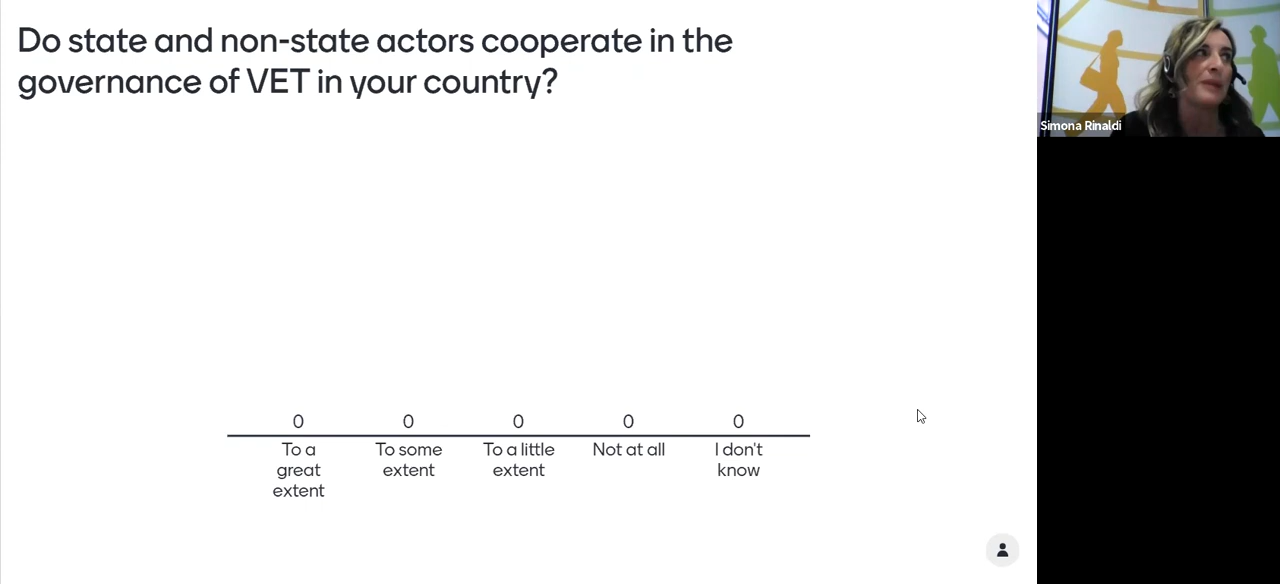 Do state and non-state actors cooperate in the
governance of VET in your country?
Simona Rinaldi
0 0 0 0 0
To a great extent
To some extent
To a little extent
Not at all
I don't know